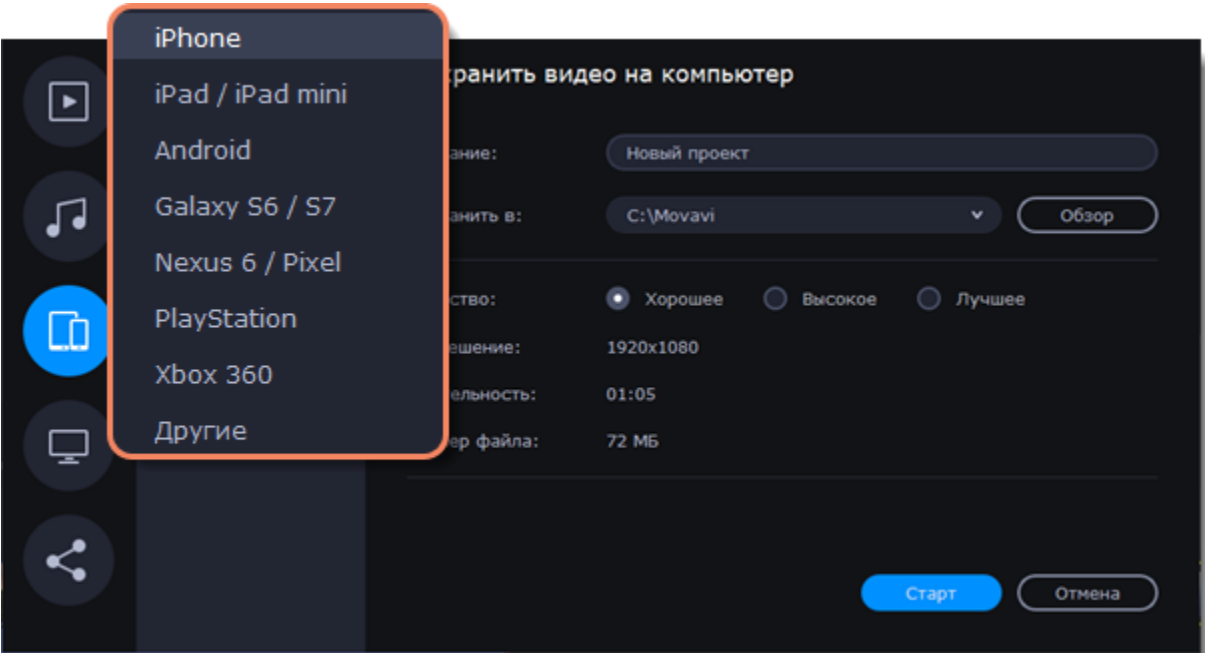 iPhone
iPad / iPad mini
Android
Galaxy S6 / S7
Nexus 6 / Pixel
PlayStation
Xbox 360
Другие
ранить видео на компьютер
ание: Новый проект
анить в: C:\Movavi Обзор
ство: Хорошее Высокое Лучшее
ешение: 1920x1080
ельность: 01:05
ер файла: 72 МБ
Старт Отмена